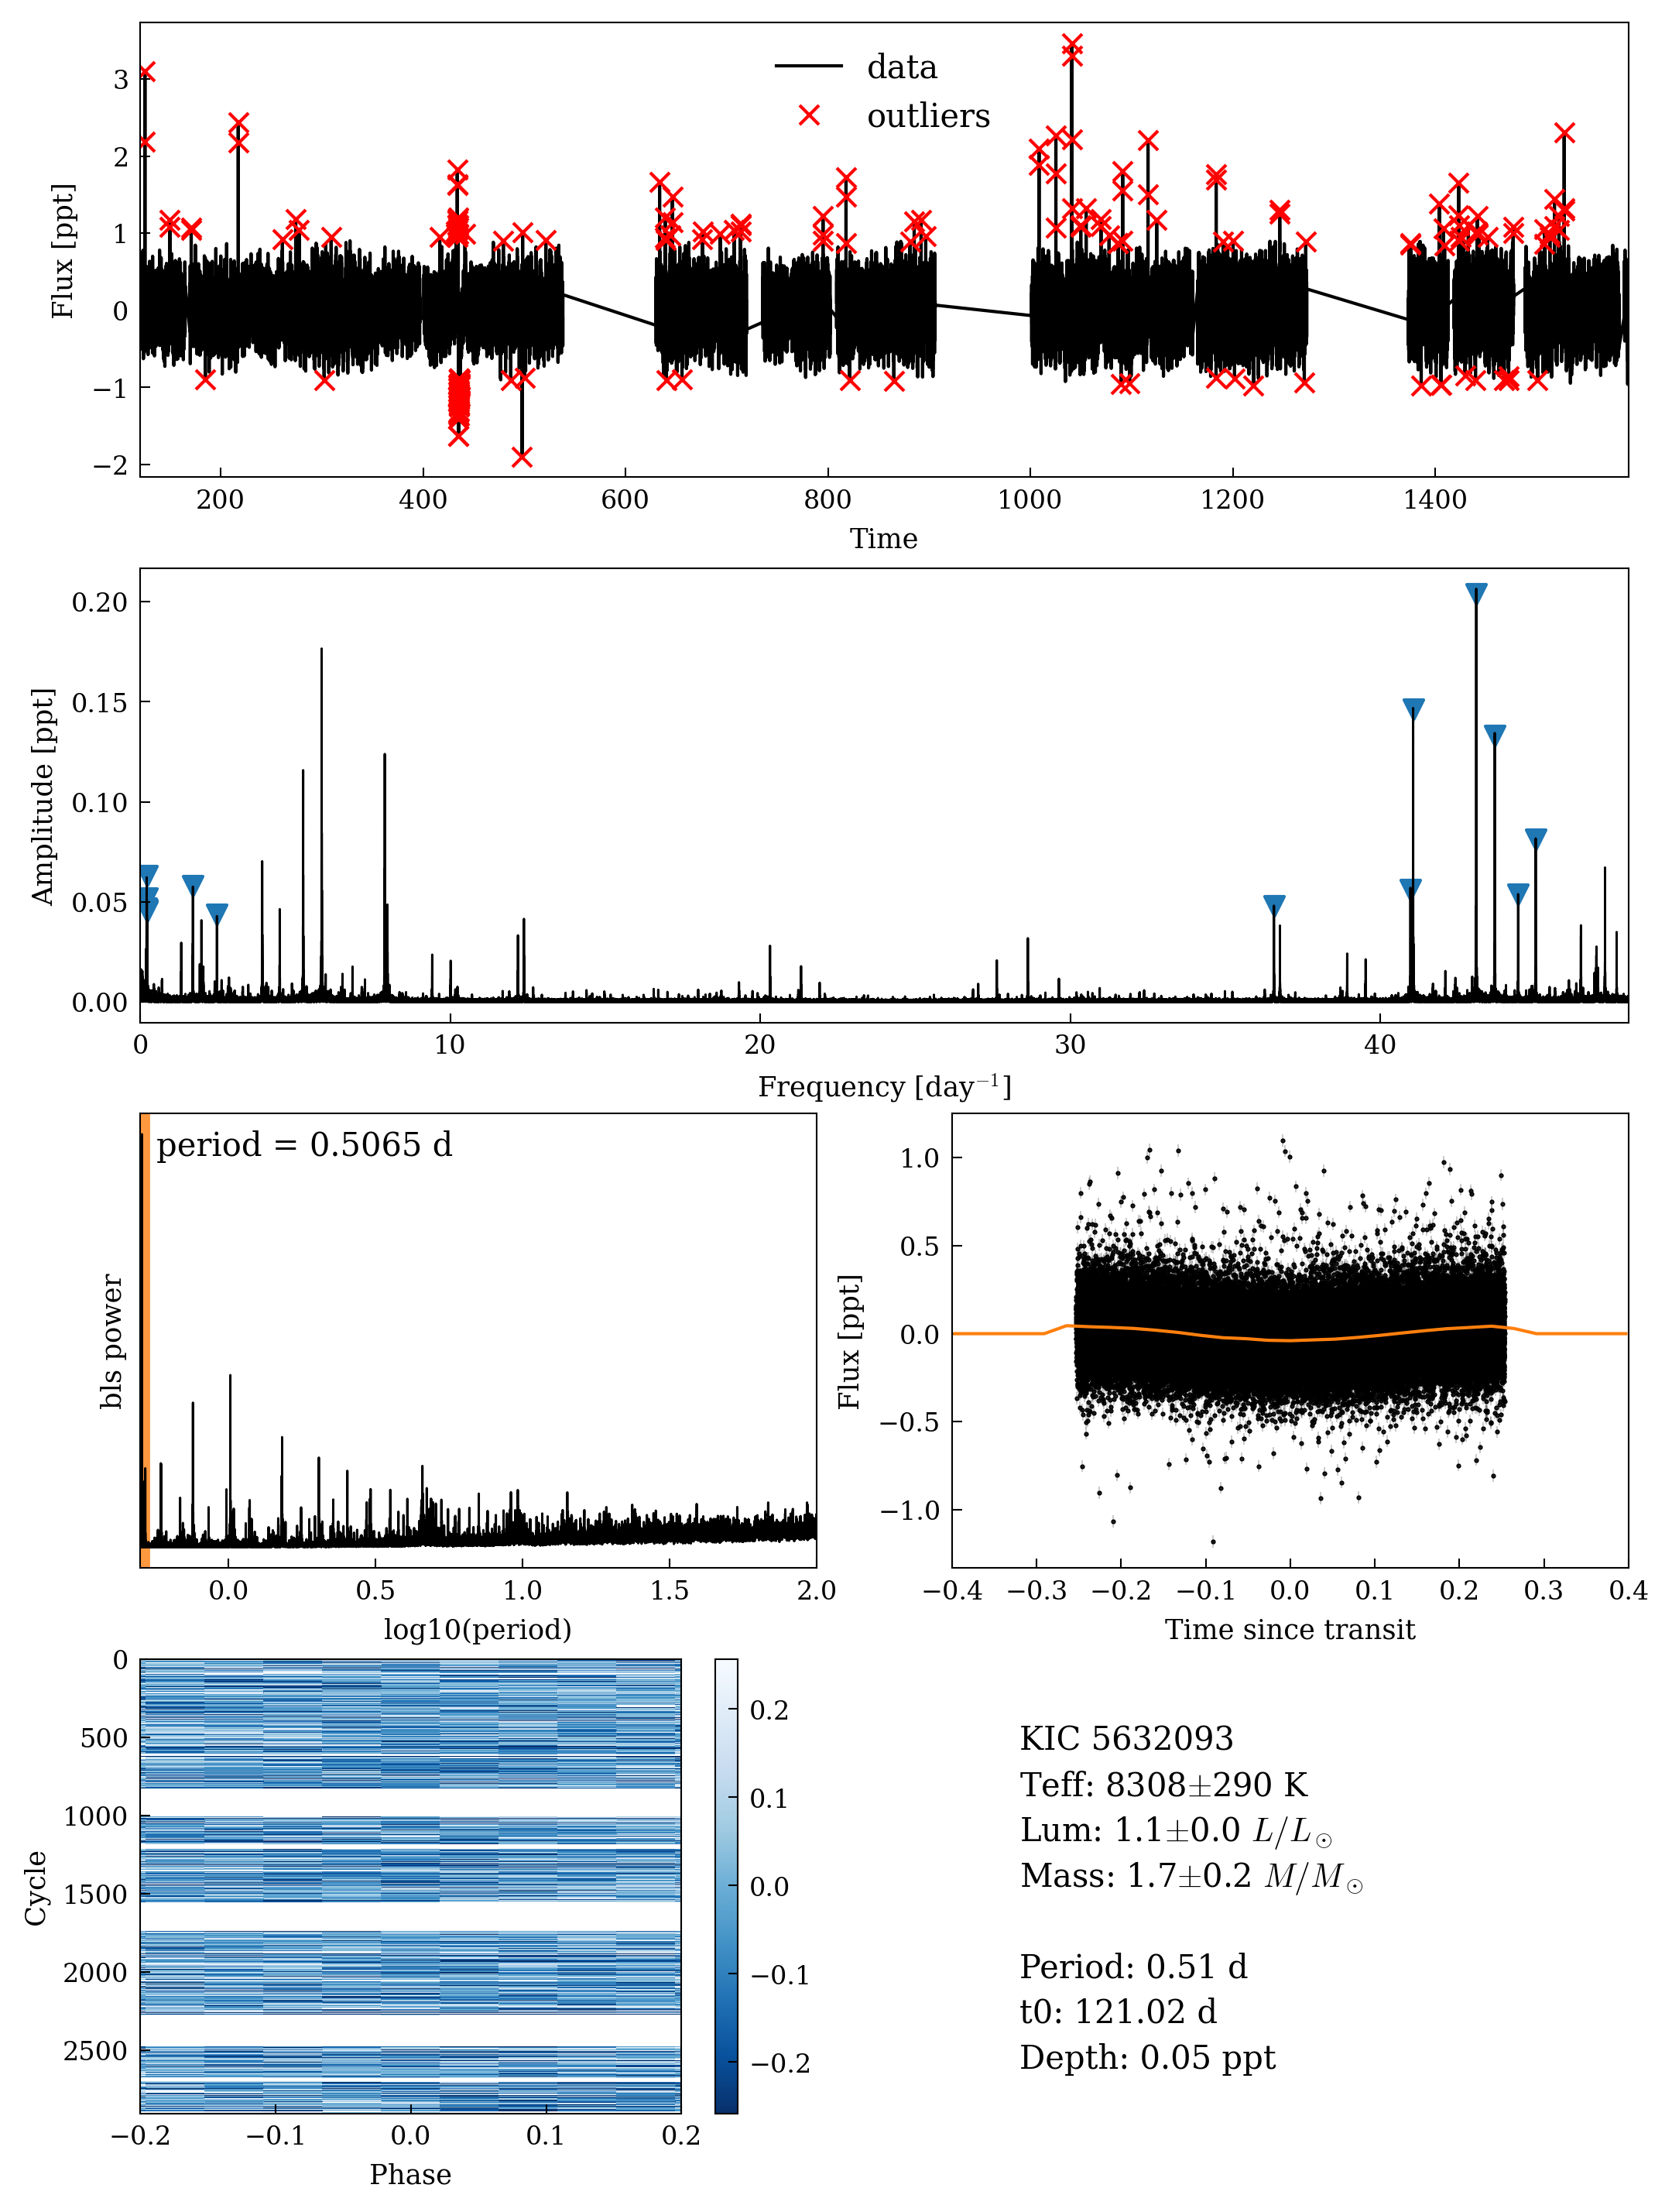 data
outliers
3
2
1
0
−1
−2
Flux [ppt]
200 400 600 800 1000 1200 1400
Time
0.20
0.15
0.10
0.05
0.00
Amplitude [ppt]
0 10 20 30 40
Frequency [day⁻¹]
period = 0.5065 d
bls power
0.0 0.5 1.0 1.5 2.0
log10(period)
1.0
0.5
0.0
−0.5
−1.0
Flux [ppt]
−0.4 −0.3 −0.2 −0.1 0.0 0.1 0.2 0.3 0.4
Time since transit
0
500
1000
1500
2000
2500
Cycle
−0.2 −0.1 0.0 0.1 0.2
Phase
0.2
0.1
0.0
−0.1
−0.2
KIC 5632093
Teff: 8308±290 K
Lum: 1.1±0.0 L/L⊙
Mass: 1.7±0.2 M/M⊙
Period: 0.51 d
t0: 121.02 d
Depth: 0.05 ppt